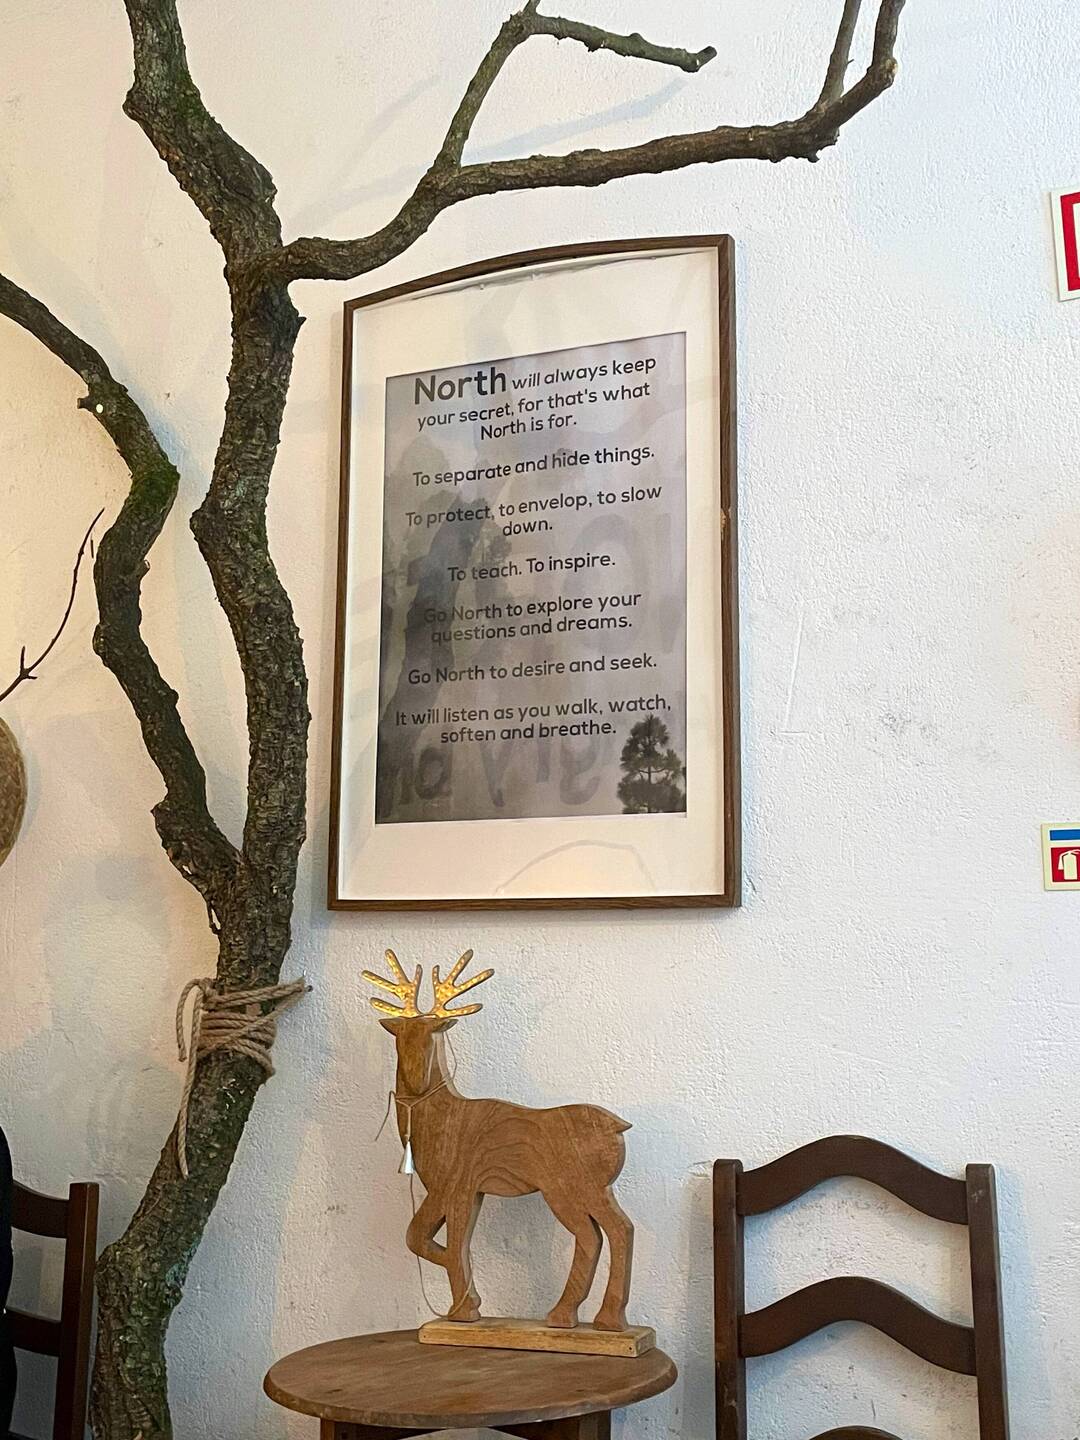 North will always keep
your secret, for that's what
North is for.
To separate and hide things.
To protect, to envelop, to slow
down.
To teach. To inspire.
Go North to explore your
questions and dreams.
Go North to desire and seek.
It will listen as you walk, watch,
soften and breathe.